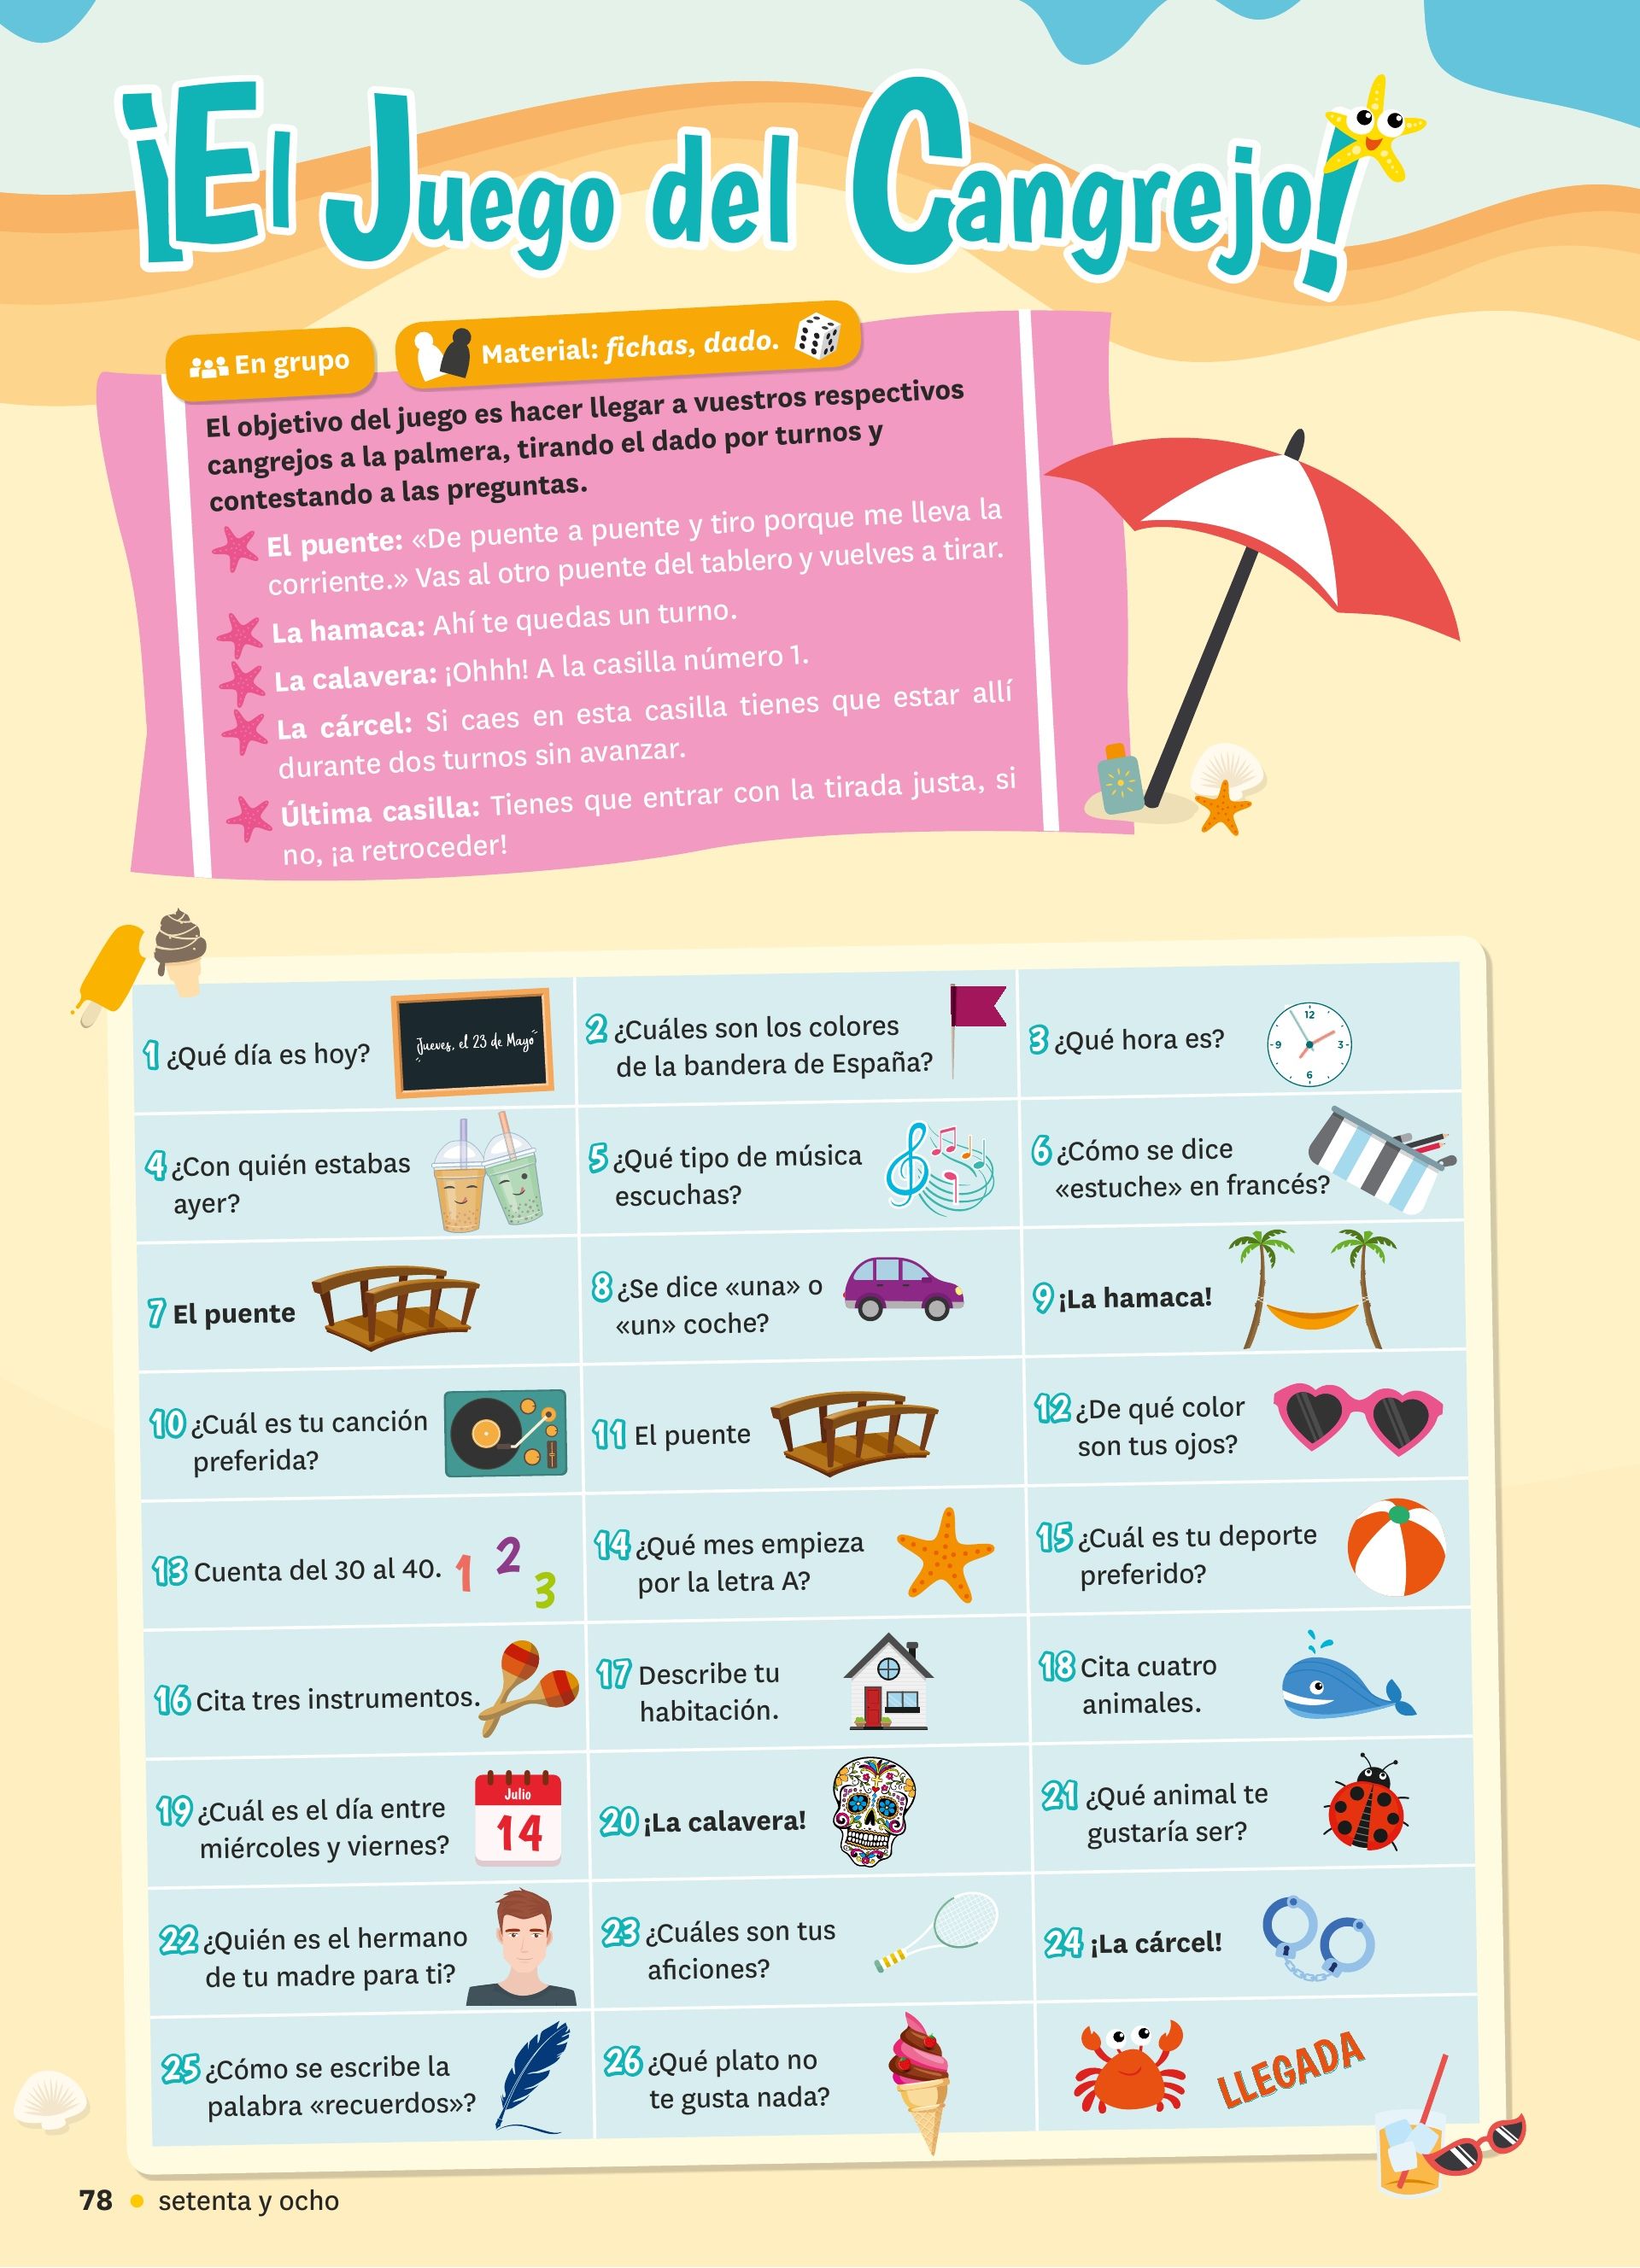 ¡El Juego del Cangrejo!
En grupo
Material: fichas, dado.
El objetivo del juego es hacer llegar a vuestros respectivos
cangrejos a la palmera, tirando el dado por turnos y
contestando a las preguntas.
El puente: «De puente a puente y tiro porque me lleva la
corriente.» Vas al otro puente del tablero y vuelves a tirar.
La hamaca: Ahí te quedas un turno.
La calavera: ¡Ohhh! A la casilla número 1.
La cárcel: Si caes en esta casilla tienes que estar allí
durante dos turnos sin avanzar.
Última casilla: Tienes que entrar con la tirada justa, si
no, ¡a retroceder!
1 ¿Qué día es hoy?
Jueves, el 23 de Mayo
2 ¿Cuáles son los colores
de la bandera de España?
3 ¿Qué hora es?
12
9
3
6
4 ¿Con quién estabas
ayer?
5 ¿Qué tipo de música
escuchas?
6 ¿Cómo se dice
«estuche» en francés?
7 El puente
8 ¿Se dice «una» o
«un» coche?
9 ¡La hamaca!
10 ¿Cuál es tu canción
preferida?
11 El puente
12 ¿De qué color
son tus ojos?
13 Cuenta del 30 al 40.
1 2 3
14 ¿Qué mes empieza
por la letra A?
15 ¿Cuál es tu deporte
preferido?
16 Cita tres instrumentos.
17 Describe tu
habitación.
18 Cita cuatro
animales.
19 ¿Cuál es el día entre
miércoles y viernes?
Julio
14
20 ¡La calavera!
21 ¿Qué animal te
gustaría ser?
22 ¿Quién es el hermano
de tu madre para ti?
23 ¿Cuáles son tus
aficiones?
24 ¡La cárcel!
25 ¿Cómo se escribe la
palabra «recuerdos»?
26 ¿Qué plato no
te gusta nada?
LLEGADA
78 • setenta y ocho